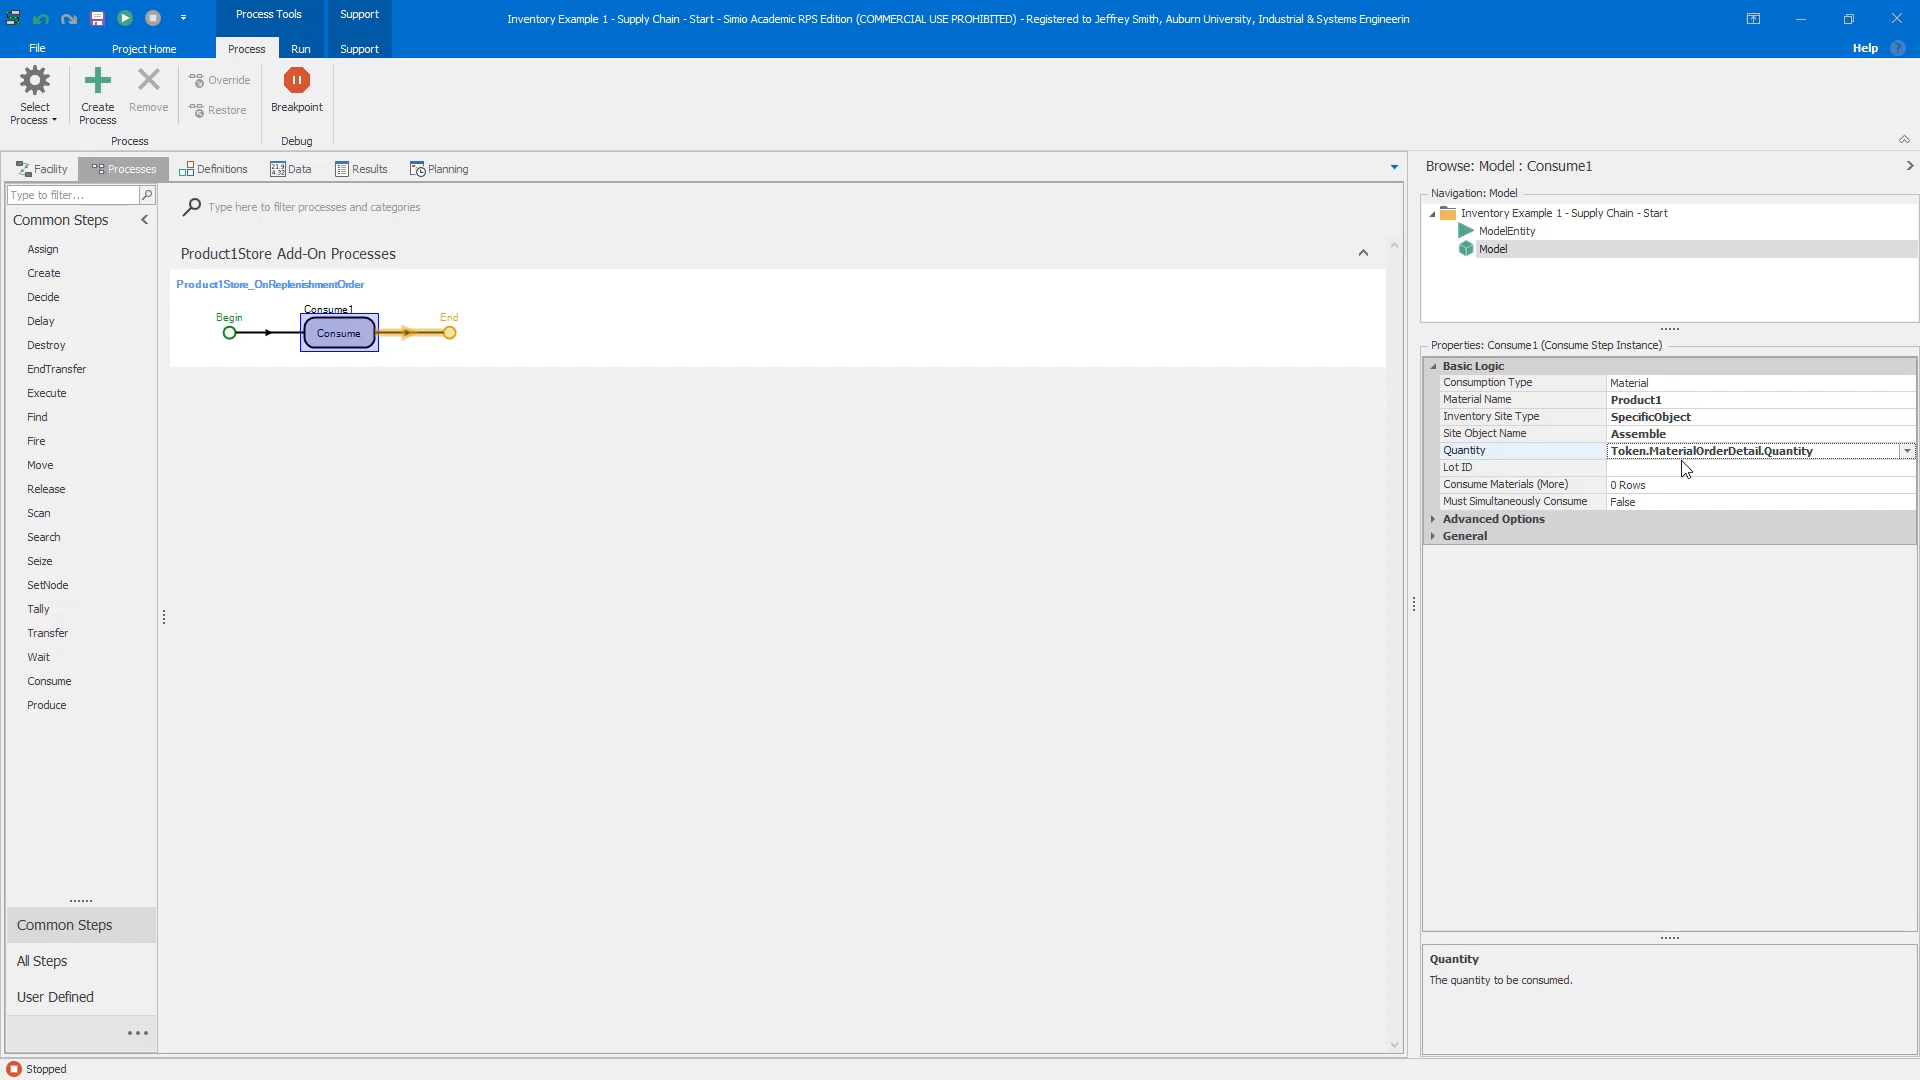 Process Tools
Support
Inventory Example 1 - Supply Chain - Start - Simio Academic RPS Edition (COMMERCIAL USE PROHIBITED) - Registered to Jeffrey Smith, Auburn University, Industrial & Systems Engineerin
File
Project Home
Process
Run
Support
Help
Select Process
Create Process
Remove
Override
Restore
Breakpoint
Process
Debug
Facility
Processes
Definitions
Data
Results
Planning
Type to filter...
Common Steps
Assign
Create
Decide
Delay
Destroy
EndTransfer
Execute
Find
Fire
Move
Release
Scan
Search
Seize
SetNode
Tally
Transfer
Wait
Consume
Produce
Common Steps
All Steps
User Defined
Type here to filter processes and categories
Product1Store Add-On Processes
Product1Store_OnReplenishmentOrder
Begin
Consume1
Consume
End
Browse: Model : Consume1
Navigation: Model
Inventory Example 1 - Supply Chain - Start
ModelEntity
Model
Properties: Consume1 (Consume Step Instance)
Basic Logic
Consumption Type Material
Material Name Product1
Inventory Site Type SpecificObject
Site Object Name Assemble
Quantity Token.MaterialOrderDetail.Quantity
Lot ID
Consume Materials (More) 0 Rows
Must Simultaneously Consume False
Advanced Options
General
Quantity
The quantity to be consumed.
Stopped